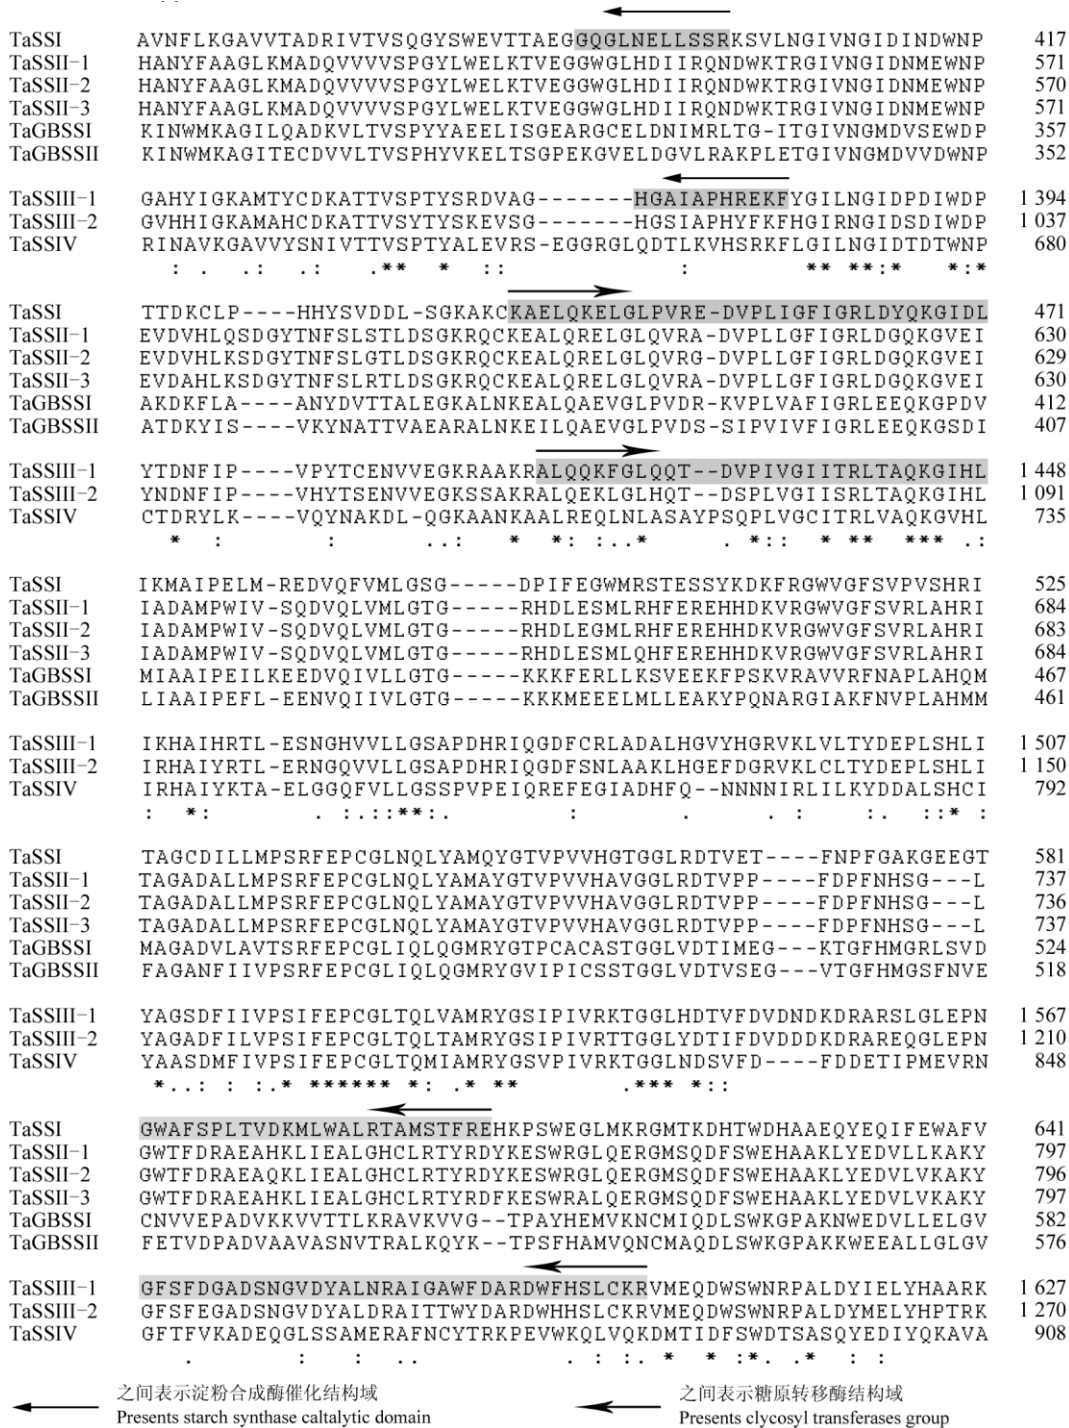 TaSSI AVNFLKGAVVTADRIVTVSQGYSWEVTTAEGGQGLNELLSSRKSVLNGIVNGIDINDWNP 417
TaSSII-1 HANYFAAGLKMADQVVVVSPGYLWELKTVEGGWGLHDIIRQNDWKTRGIVNGIDNMEWNP 571
TaSSII-2 HANYFAAGLKMADQVVVVSPGYLWELKTVEGGWGLHDIIRQNDWKTRGIVNGIDNMEWNP 570
TaSSII-3 HANYFAAGLKMADQVVVVSPGYLWELKTVEGGWGLHDIIRQNDWKTRGIVNGIDNMEWNP 571
TaGBSSI KINWMKAGILQADKVLTVSPYYAEELISGEARGCELDNIMRLTG-ITGIVNGMDVSEWDP 357
TaGBSSII KINWMKAGITECDVVLTVSPHYVKELTSGPEKGVELDGVLRAKPLETGIVNGMDVVDWNP 352
TaSSIII-1 GAHYIGKAMTYCDKATTVSPTYSRDVAG-------HGAIAPHREKFYGILNGIDPDIWDP 1 394
TaSSIII-2 GVHHIGKAMAHCDKATTVSYTYSKEVSG-------HGSIAPHYFKFHGIRNGIDSDIWDP 1 037
TaSSIV RINAVKGAVVYSNIVTTVSPTYALEVRS-EGGRGLQDTLKVHSRKFLGILNGIDTDTWNP 680
: . .: .: .** * :: : ** **:: *:*
TaSSI TTDKCLP----HHYSVDDL-SGKAKCKAELQKELGLPVRE-DVPLIGFIGRLDYQKGIDL 471
TaSSII-1 EVDVHLQSDGYTNFSLSTLDSGKRQCKEALQRELGLQVRA-DVPLLGFIGRLDGQKGVEI 630
TaSSII-2 EVDVHLKSDGYTNFSLGTLDSGKRQCKEALQRELGLQVRG-DVPLLGFIGRLDGQKGVEI 629
TaSSII-3 EVDAHLKSDGYTNFSLRTLDSGKRQCKEALQRELGLQVRA-DVPLLGFIGRLDGQKGVEI 630
TaGBSSI AKDKFLA----ANYDVTTALEGKALNKEALQAEVGLPVDR-KVPLVAFIGRLEEQKGPDV 412
TaGBSSII ATDKYIS----VKYNATTVAEARALNKEILQAEVGLPVDS-SIPVIVFIGRLEEQKGSDI 407
TaSSIII-1 YTDNFIP----VPYTCENVVEGKRAAKRALQQKFGLQQT--DVPIVGIITRLTAQKGIHL 1 448
TaSSIII-2 YNDNFIP----VHYTSENVVEGKSSAKRALQEKLGLHQT--DSPLVGIISRLTAQKGIHL 1 091
TaSSIV CTDRYLK----VQYNAKDL-QGKAANKAALREQLNLASAYPSQPLVGCITRLVAQKGVHL 735
* : : ..: * *: :..* . *:: * ** *** .:
TaSSI IKMAIPELM-REDVQFVMLGSG-----DPIFEGWMRSTESSYKDKFRGWVGFSVPVSHRI 525
TaSSII-1 IADAMPWIV-SQDVQLVMLGTG-----RHDLESMLRHFEREHHDKVRGWVGFSVRLAHRI 684
TaSSII-2 IADAMPWIV-SQDVQLVMLGTG-----RHDLEGMLRHFEREHHDKVRGWVGFSVRLAHRI 683
TaSSII-3 IADAMPWIV-SQDVQLVMLGTG-----RHDLESMLQHFEREHHDKVRGWVGFSVRLAHRI 684
TaGBSSI MIAAIPEILKEEDVQIVLLGTG-----KKKFERLLKSVEEKFPSKVRAVVRFNAPLAHQM 467
TaGBSSII LIAAIPEFL-EENVQIIVLGTG-----KKKMEEELMLLEAKYPQNARGIAKFNVPLAHMM 461
TaSSIII-1 IKHAIHRTL-ESNGHVVLLGSAPDHRIQGDFCRLADALHGVYHGRVKLVLTYDEPLSHLI 1 507
TaSSIII-2 IRHAIYRTL-ERNGQVVLLGSAPDHRIQGDFSNLAAKLHGEFDGRVKLCLTYDEPLSHLI 1 150
TaSSIV IRHAIYKTA-ELGGQFVLLGSSPVPEIQREFEGIADHFQ--NNNNIRLILKYDDALSHCI 792
: *: . :.::**:. : . : :. ::* :
TaSSI TAGCDILLMPSRFEPCGLNQLYAMQYGTVPVVHGTGGLRDTVET----FNPFGAKGEEGT 581
TaSSII-1 TAGADALLMPSRFEPCGLNQLYAMAYGTVPVVHAVGGLRDTVPP----FDPFNHSG---L 737
TaSSII-2 TAGADALLMPSRFEPCGLNQLYAMAYGTVPVVHAVGGLRDTVPP----FDPFNHSG---L 736
TaSSII-3 TAGADALLMPSRFEPCGLNQLYAMAYGTVPVVHAVGGLRDTVPP----FDPFNHSG---L 737
TaGBSSI MAGADVLAVTSRFEPCGLIQLQGMRYGTPCACASTGGLVDTIMEG---KTGFHMGRLSVD 524
TaGBSSII FAGANFIIVPSRFEPCGLIQLQGMRYGVIPICSSTGGLVDTVSEG---VTGFHMGSFNVE 518
TaSSIII-1 YAGSDFIIVPSIFEPCGLTQLVAMRYGSIPIVRKTGGLHDTVFDVDNDKDRARSLGLEPN 1 567
TaSSIII-2 YAGADFILVPSIFEPCGLTQLVAMRYGSIPIVRTTGGLYDTIFDVDDDKDRAREQGLEPN 1 210
TaSSIV YAASDMFIVPSIFEPCGLTQMIAMRYGSVPIVRKTGGLNDSVFD----FDDETIPMEVRN 848
*..: : :.* ****** *: .* ** .*** *::
TaSSI GWAFSPLTVDKMLWALRTAMSTFREHKPSWEGLMKRGMTKDHTWDHAAEQYEQIFEWAFV 641
TaSSII-1 GWTFDRAEAHKLIEALGHCLRTYRDYKESWRGLQERGMSQDFSWEHAAKLYEDVLLKAKY 797
TaSSII-2 GWTFDRAEAQKLIEALGHCLRTYRDYKESWRGLQERGMSQDFSWEHAAKLYEDVLVKAKY 796
TaSSII-3 GWTFDRAEAHKLIEALGHCLRTYRDFKESWRALQERGMSQDFSWEHAAKLYEDVLVKAKY 797
TaGBSSI CNVVEPADVKKVVTTLKRAVKVVG--TPAYHEMVKNCMIQDLSWKGPAKNWEDVLLELGV 582
TaGBSSII FETVDPADVAAVASNVTRALKQYK--TPSFHAMVQNCMAQDLSWKGPAKKWEEALLGLGV 576
TaSSIII-1 GFSFDGADSNGVDYALNRAIGAWFDARDWFHSLCKRVMEQDWSWNRPALDYIELYHAARK 1 627
TaSSIII-2 GFSFEGADSNGVDYALDRAITTWYDARDWHHSLCKRVMEQDWSWNRPALDYMELYHPTRK 1 270
TaSSIV GFTFVKADEQGLSSAMERAFNCYTRKPEVWKQLVQKDMTIDFSWDTSASQYEDIYQKAVA 908
. : : .. . : :. * * :*. .* : :
之间表示淀粉合成酶催化结构域 之间表示糖原转移酶结构域
Presents starch synthase caltalytic domain Presents clycosyl transferases group